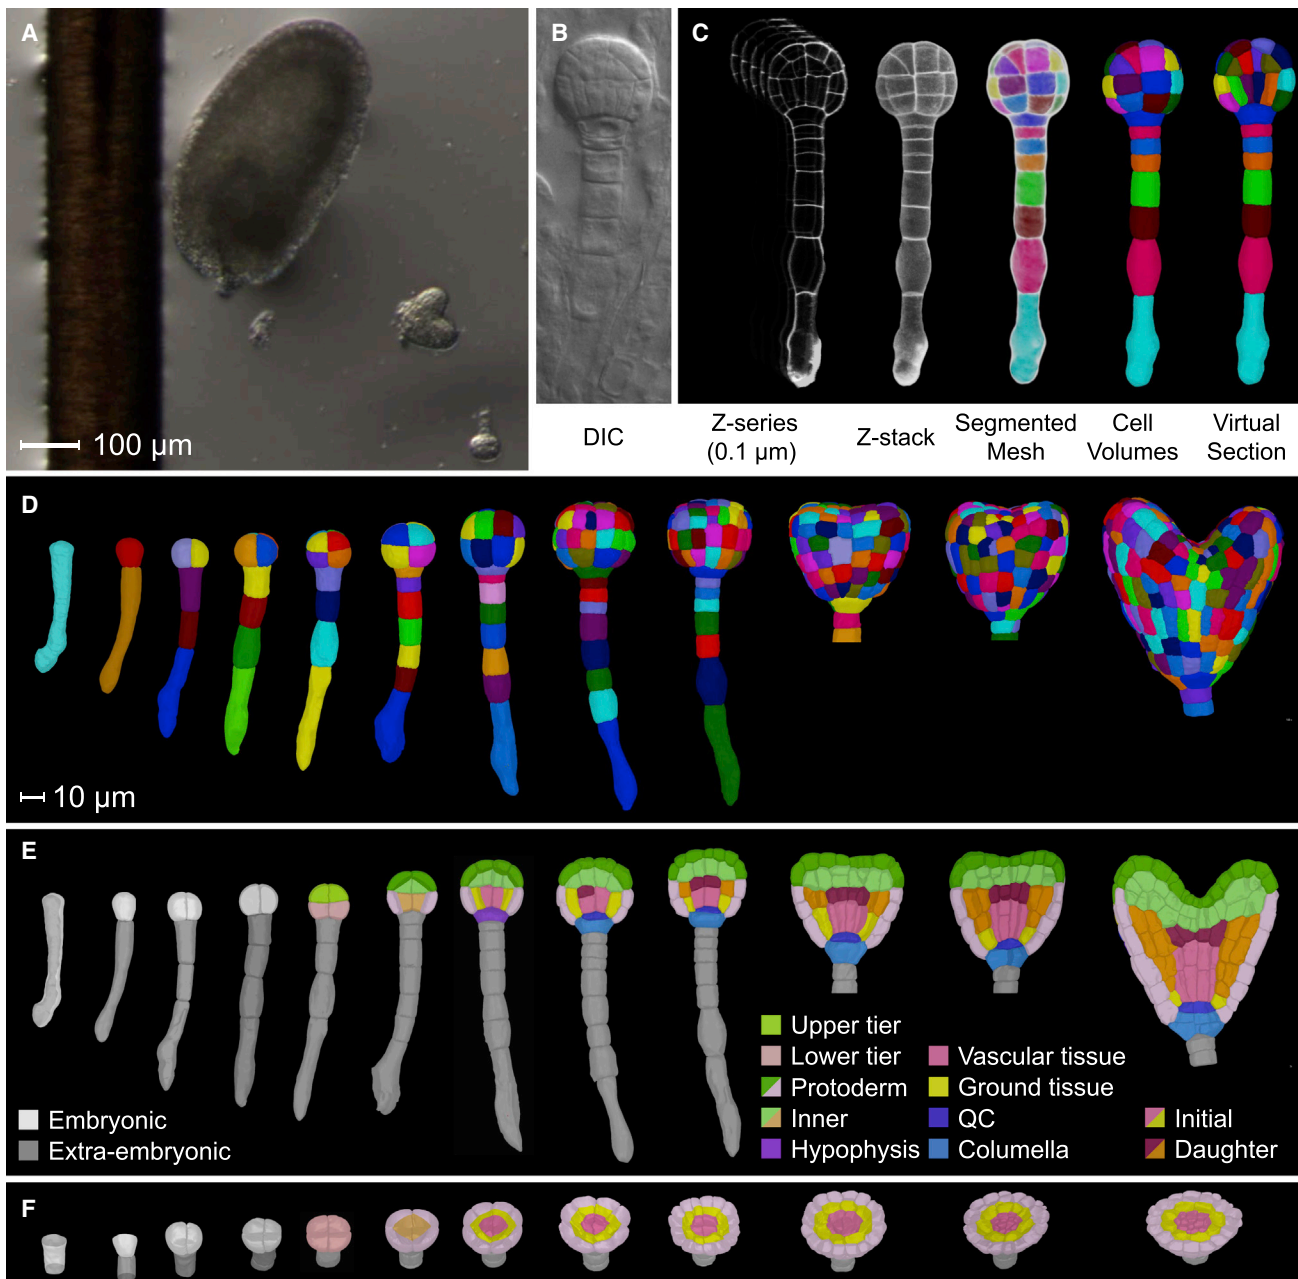 A
B
C
100 µm
DIC
Z-series
(0.1 µm)
Z-stack
Segmented
Mesh
Cell
Volumes
Virtual
Section
D
10 µm
E
Embryonic
Extra-embryonic
Upper tier
Lower tier
Protoderm
Inner
Hypophysis
Vascular tissue
Ground tissue
QC
Columella
Initial
Daughter
F